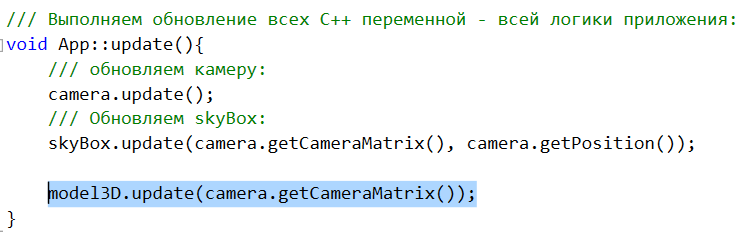 /// Выполняем обновление всех C++ переменной - всей логики приложения:
void App::update(){
/// обновляем камеру:
camera.update();
/// Обновляем skyBox:
skyBox.update(camera.getCameraMatrix(), camera.getPosition());
model3D.update(camera.getCameraMatrix());
}